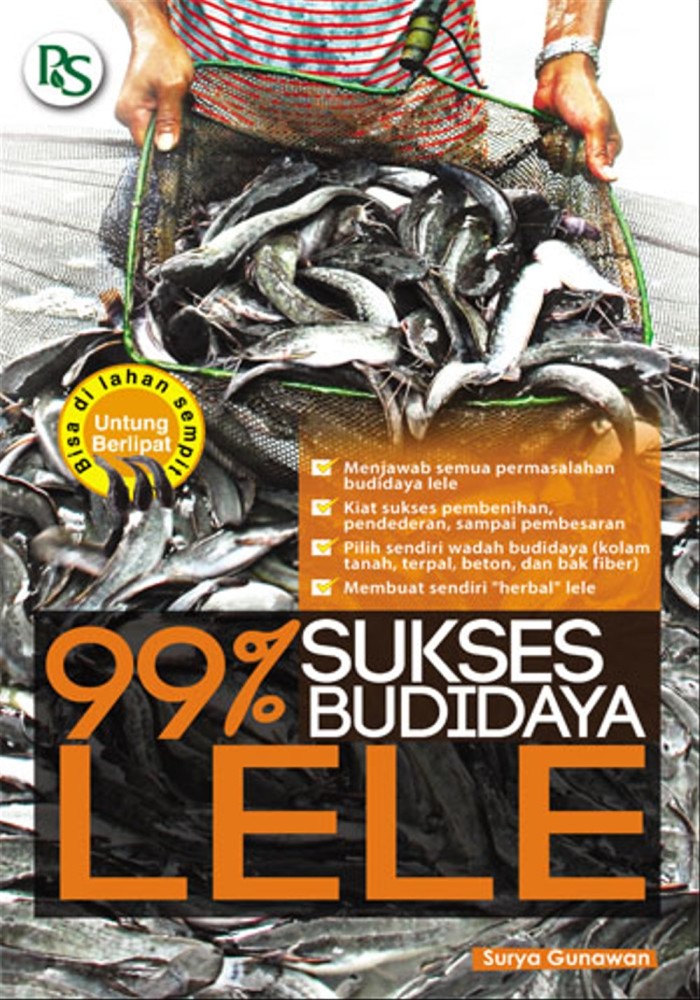 PS
Bisa di lahan sempit
Untung
Berlipat
Menjawab semua permasalahan
budidaya lele
Kiat sukses pembenihan,
pendederan, sampai pembesaran
Pilih sendiri wadah budidaya (kolam
tanah, terpal, beton, dan bak fiber)
Membuat sendiri "herbal" lele
99% SUKSES
BUDIDAYA
LELE
Surya Gunawan